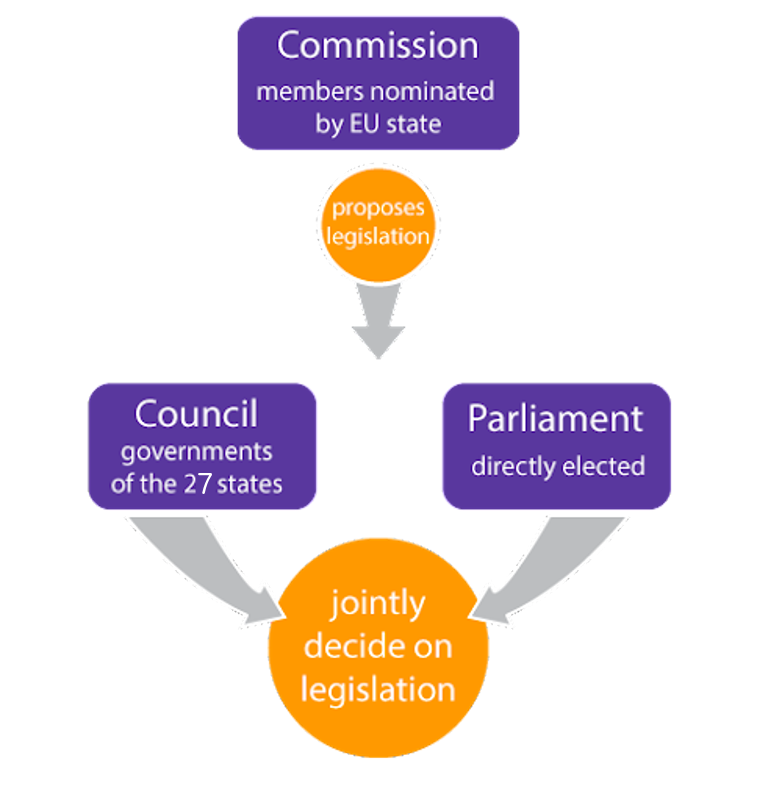 Commission
members nominated
by EU state
proposes
legislation
Council
governments
of the 27 states
Parliament
directly elected
jointly
decide on
legislation